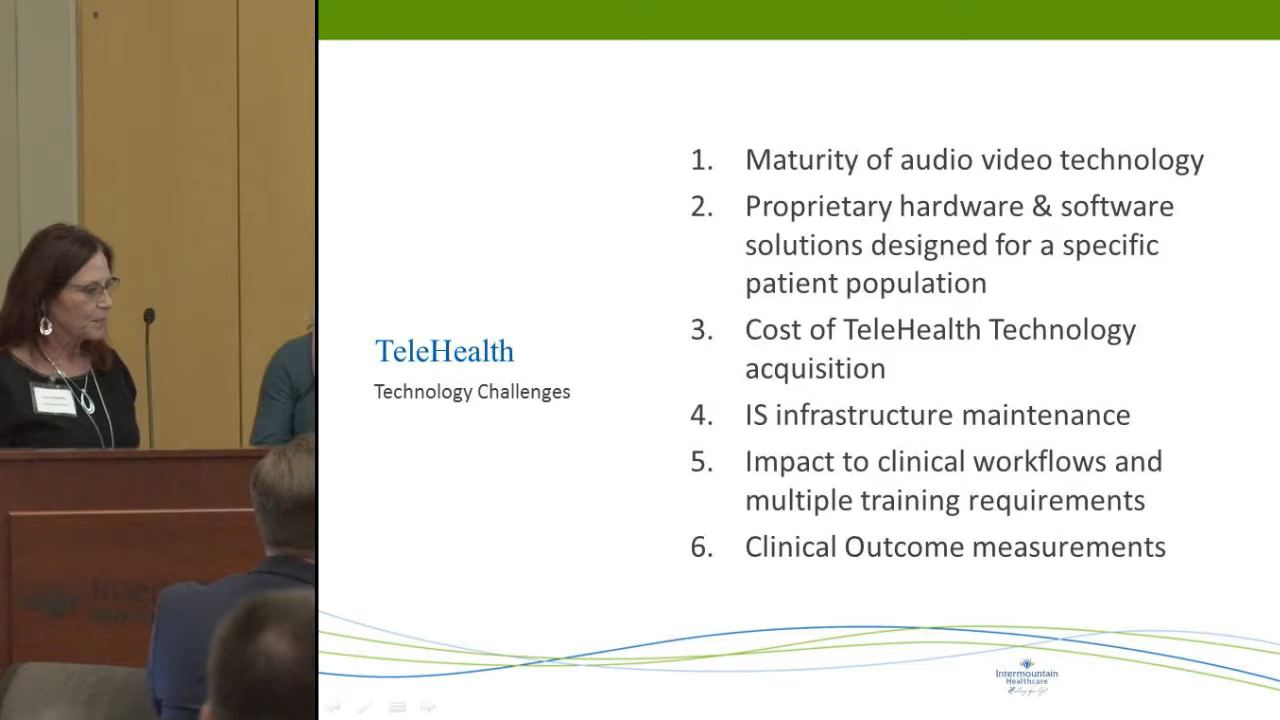 TeleHealth
Technology Challenges
1. Maturity of audio video technology
2. Proprietary hardware & software
solutions designed for a specific
patient population
3. Cost of TeleHealth Technology
acquisition
4. IS infrastructure maintenance
5. Impact to clinical workflows and
multiple training requirements
6. Clinical Outcome measurements
Intermountain
Healthcare